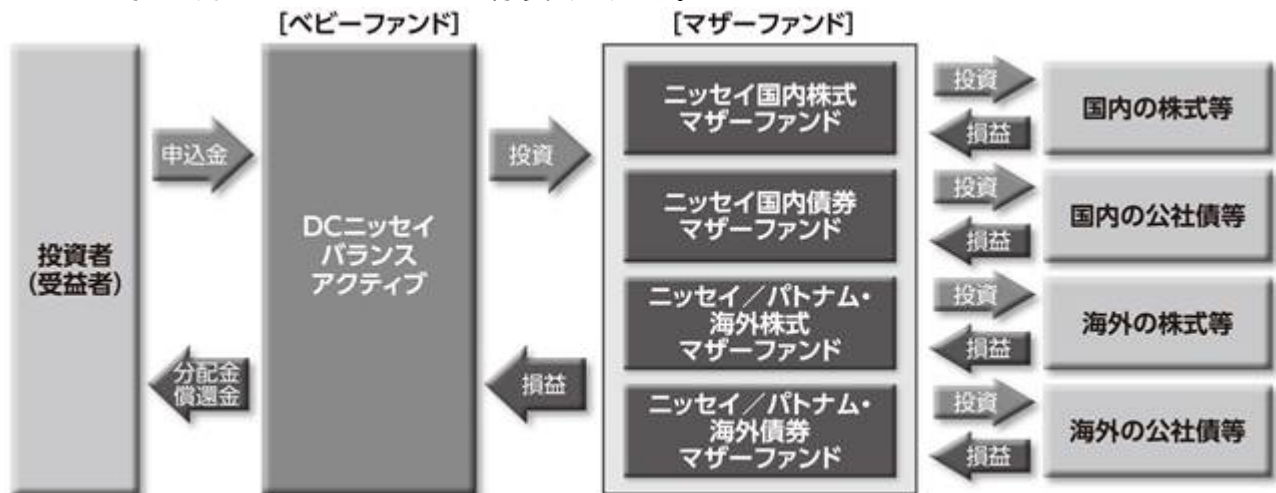 [ベビーファンド]
[マザーファンド]
投資者
(受益者)
申込金
分配金
償還金
DCニッセイ
バランス
アクティブ
投資
損益
ニッセイ国内株式
マザーファンド
投資
損益
国内の株式等
ニッセイ国内債券
マザーファンド
投資
損益
国内の公社債等
ニッセイ／パトナム・
海外株式
マザーファンド
投資
損益
海外の株式等
ニッセイ／パトナム・
海外債券
マザーファンド
投資
損益
海外の公社債等